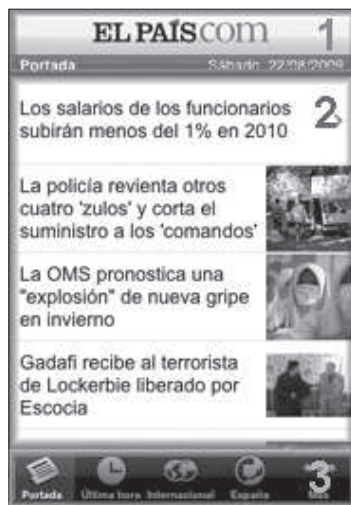 EL PAÍS.com 1
Portada Sábado, 22/08/2009
Los salarios de los funcionarios 2
subirán menos del 1% en 2010
La policía revienta otros
cuatro 'zulos' y corta el
suministro a los 'comandos'
La OMS pronostica una
"explosión" de nueva gripe
en invierno
Gadafi recibe al terrorista
de Lockerbie liberado por
Escocia
3
Portada Última hora Internacional España Más